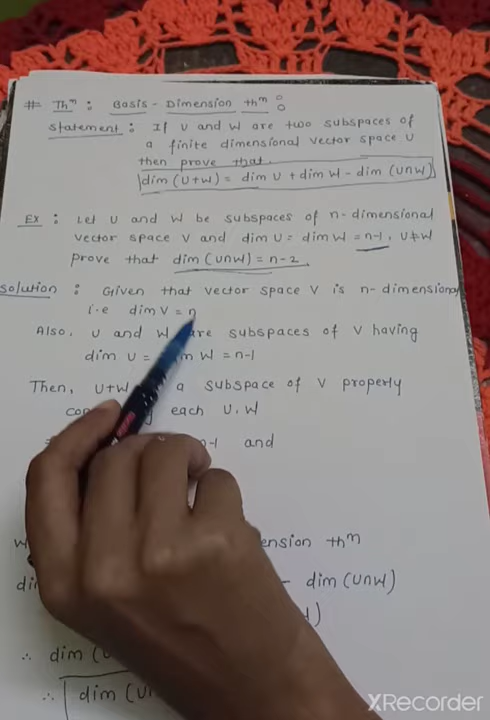 # Thm : Basis - Dimension thm :
Statement : If U and W are two subspaces of
a finite dimensional vector space U
then prove that.
dim (U+W) = dim U + dim W - dim (U∩W)
Ex : Let U and W be subspaces of n-dimensional
vector space V and dim U = dim W = n-1, U≠W
prove that dim (U∩W) = n-2.
Solution : Given that vector space V is n-dimensional
i.e dim V = n
Also, U and W are subspaces of V having
dim U = dim W = n-1
Then, U+W a subspace of V properly
each U, W
n-1 and
thm
- dim (U∩W)
∴ dim (U
∴ dim (U
XRecorder